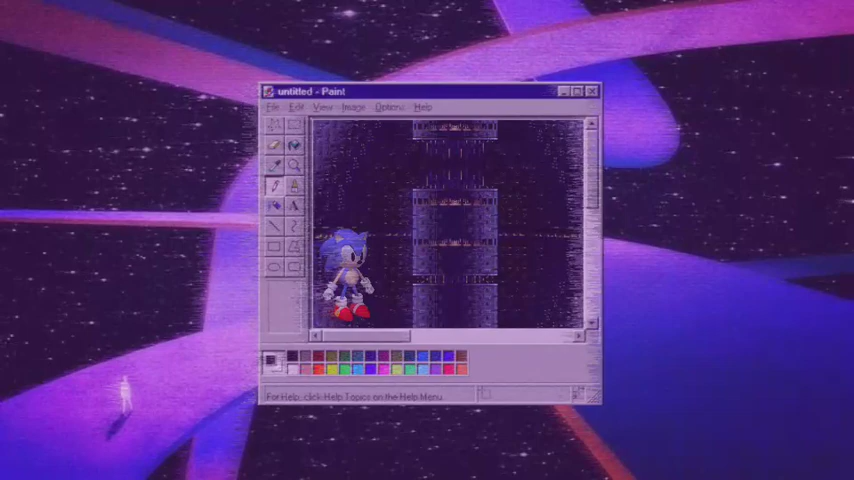 untitled - Paint
File Edit View Image Options Help
A
For Help, click Help Topics on the Help Menu.